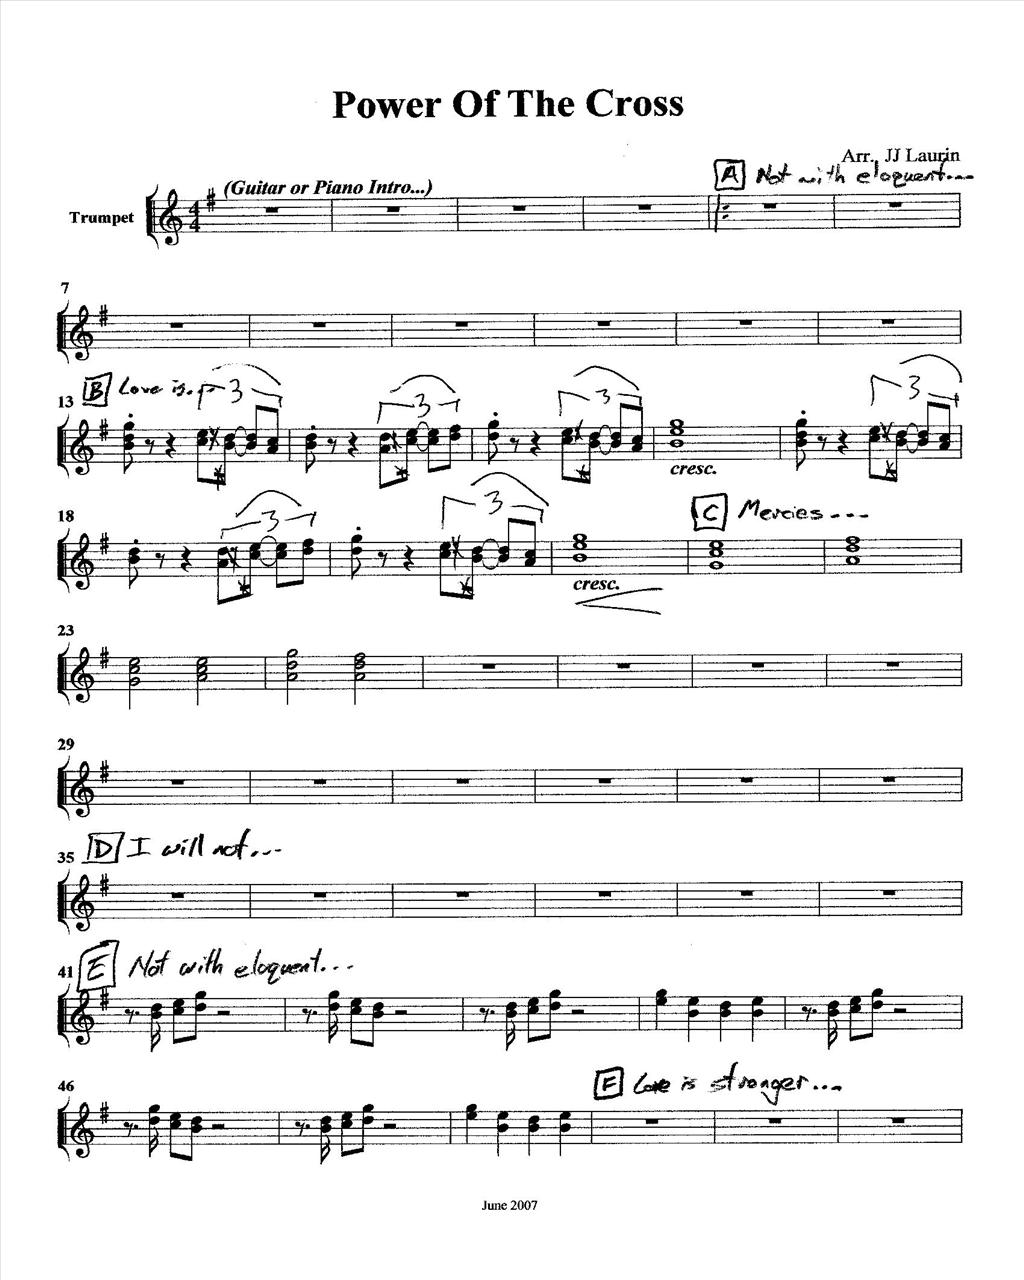 Power Of The Cross
Arr. JJ Laurin
(Guitar or Piano Intro...)
A Not with eloquent...
Trumpet
4
4
7
B Love is...
13
3 3 3 3
cresc.
18
3 3
C Mercies...
cresc.
23
29
D I will not...
35
E Not with eloquent...
41
F Love is stronger...
46
June 2007